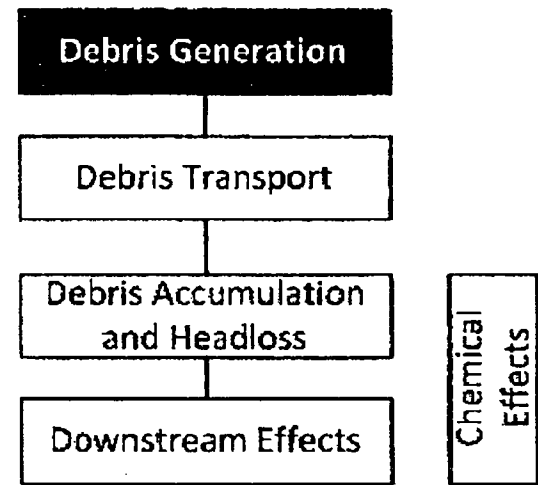 Debris Generation
Debris Transport
Debris Accumulation
and Headloss
Downstream Effects
Chemical
Effects